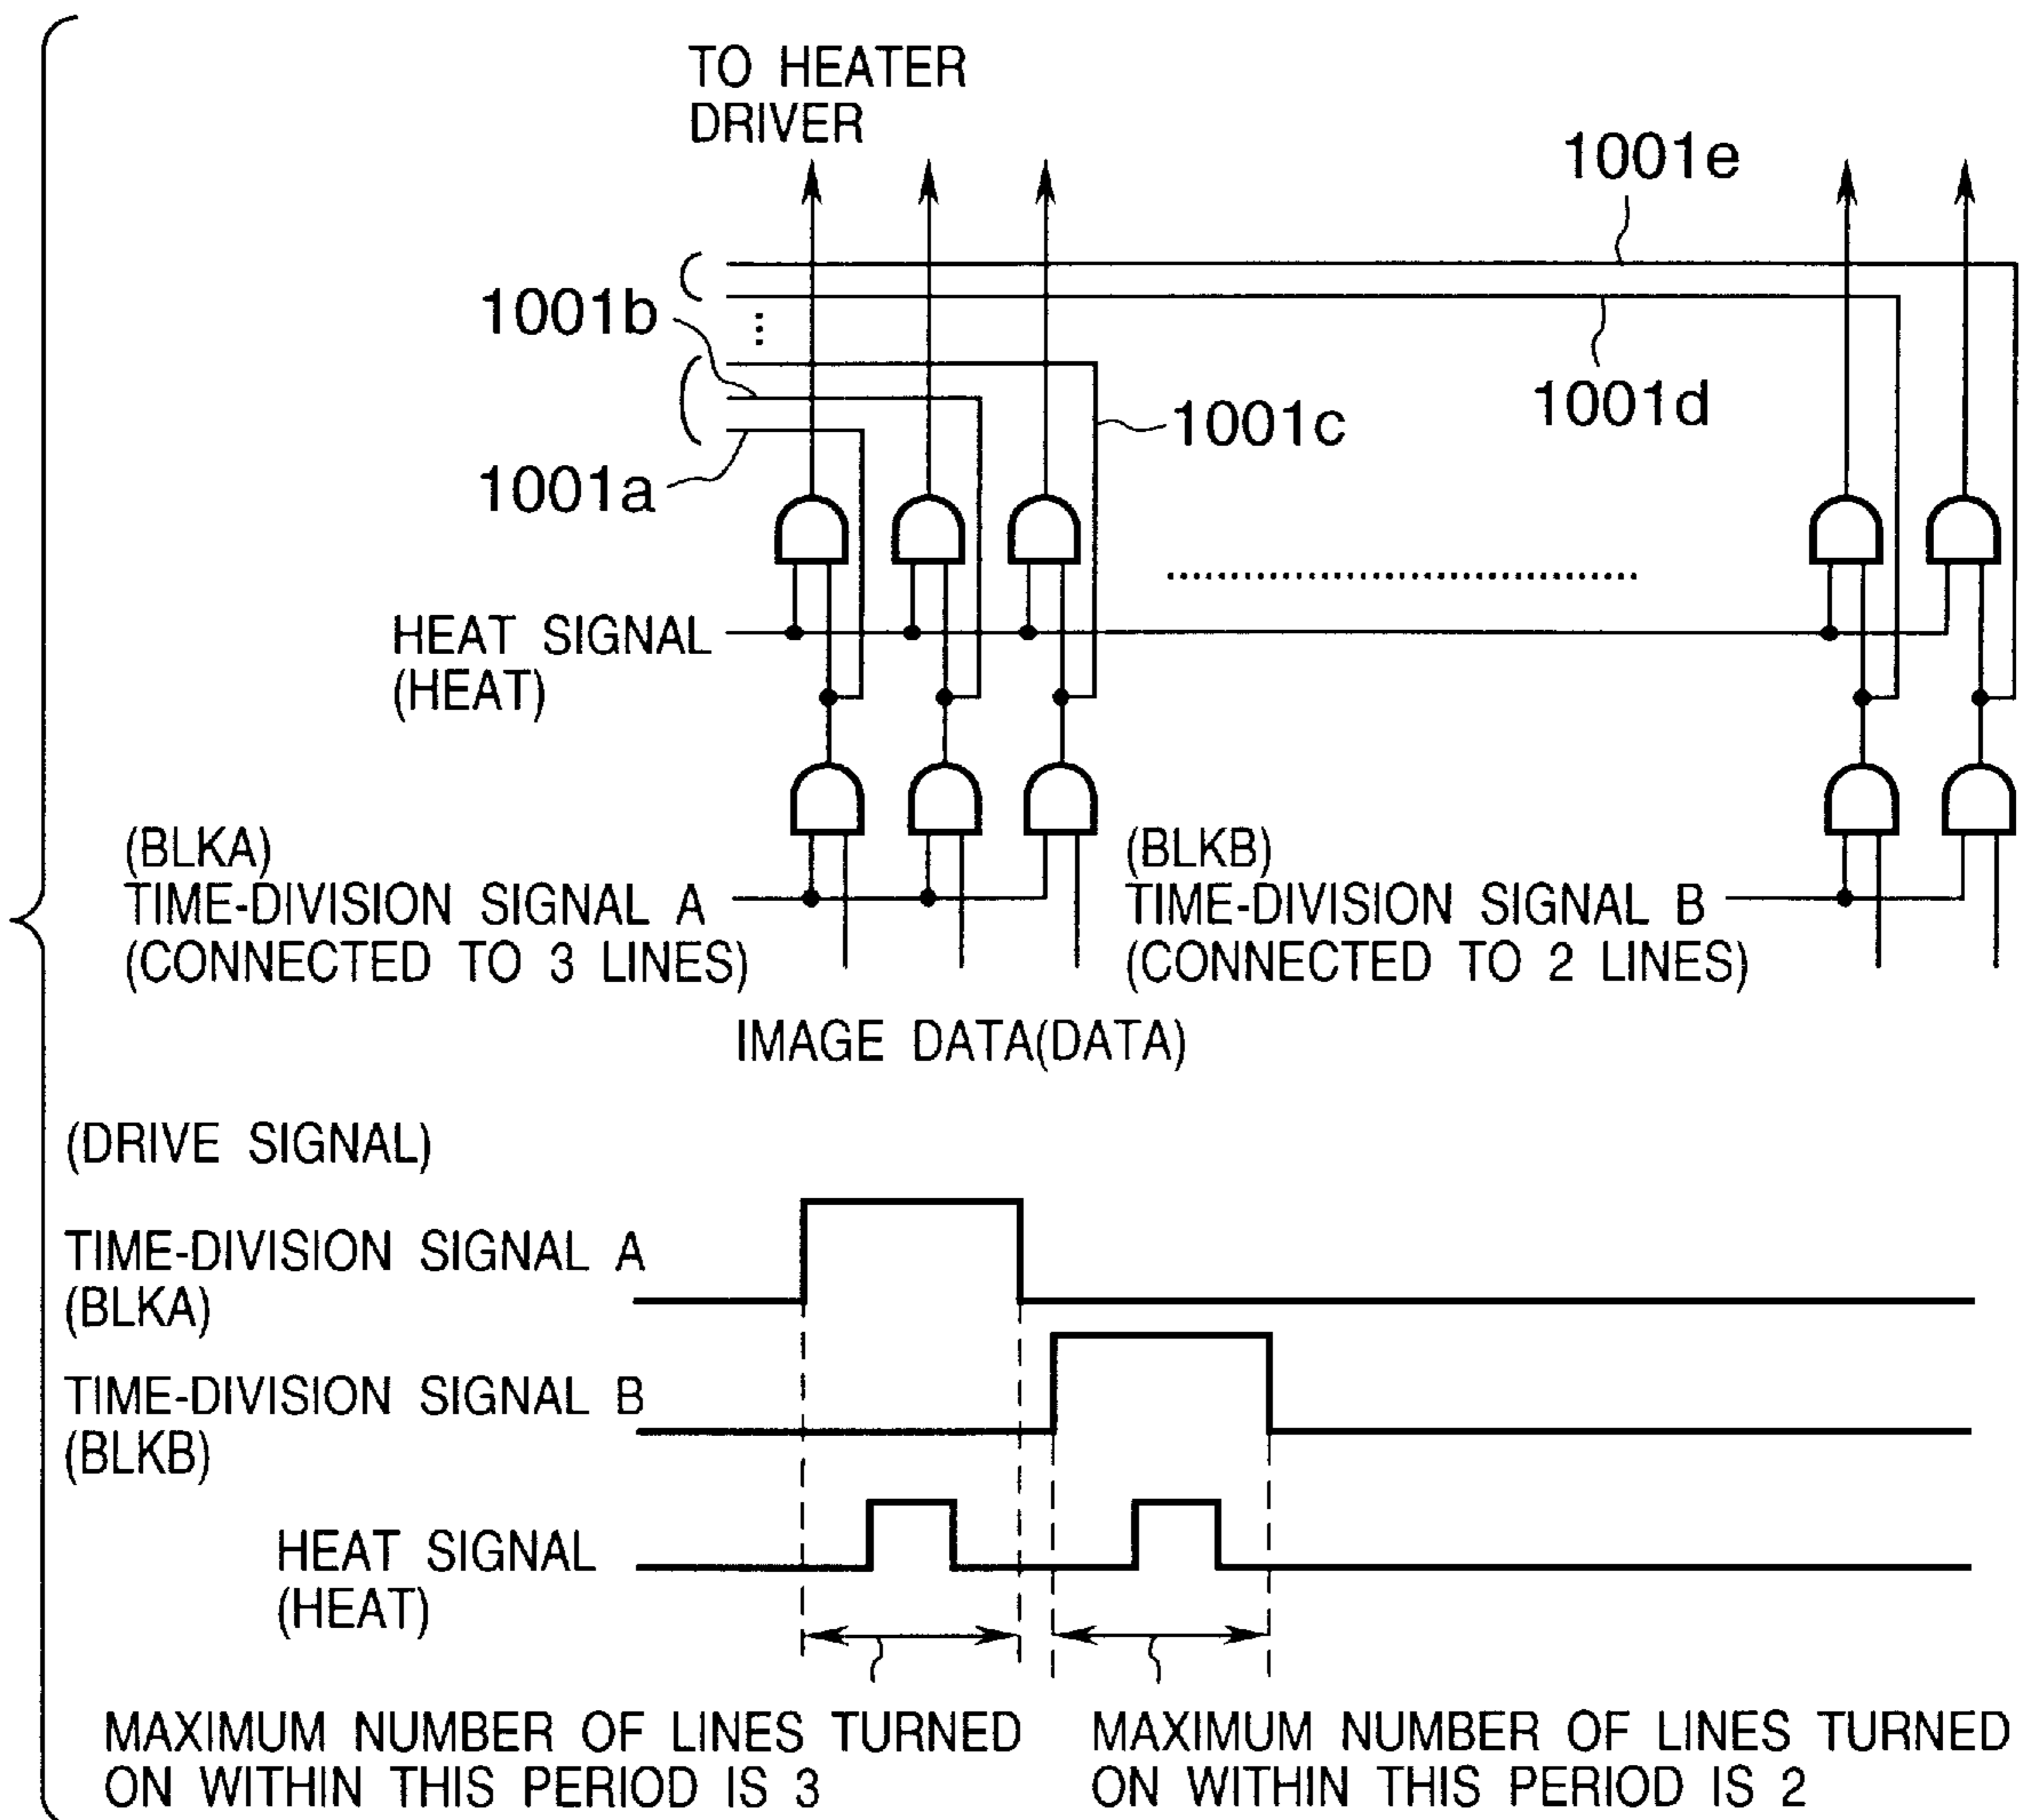 TO HEATER
DRIVER
1001e
1001b
1001d
1001c
1001a
HEAT SIGNAL
(HEAT)
(BLKA)
TIME-DIVISION SIGNAL A
(CONNECTED TO 3 LINES)
(BLKB)
TIME-DIVISION SIGNAL B
(CONNECTED TO 2 LINES)
IMAGE DATA(DATA)
(DRIVE SIGNAL)
TIME-DIVISION SIGNAL A
(BLKA)
TIME-DIVISION SIGNAL B
(BLKB)
HEAT SIGNAL
(HEAT)
MAXIMUM NUMBER OF LINES TURNED
ON WITHIN THIS PERIOD IS 3
MAXIMUM NUMBER OF LINES TURNED
ON WITHIN THIS PERIOD IS 2